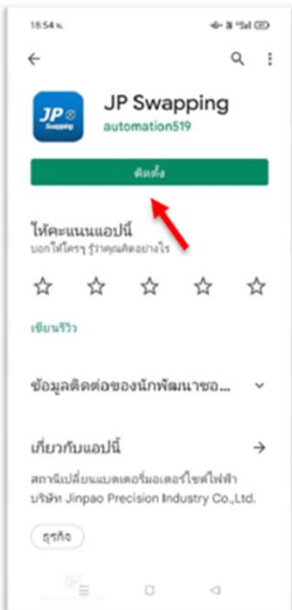 18:54 น.
JP
Swapping
JP Swapping
automation519
ติดตั้ง
ให้คะแนนแอปนี้
บอกให้ใครๆ รู้ว่าคุณคิดอย่างไร
เขียนรีวิว
ข้อมูลติดต่อของนักพัฒนาซอ...
เกี่ยวกับแอปนี้
สถานีเปลี่ยนแบตเตอรี่มอเตอร์ไซต์ไฟฟ้า
บริษัท Jinpao Precision Industry Co.,Ltd.
ธุรกิจ